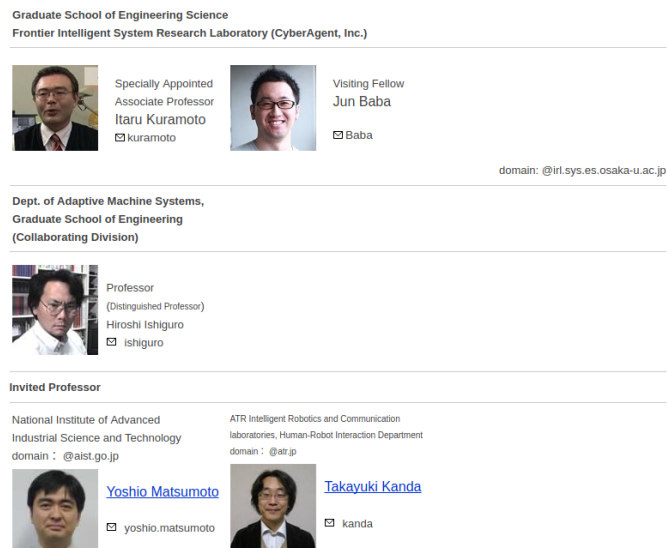 Graduate School of Engineering Science
Frontier Intelligent System Research Laboratory (CyberAgent, Inc.)
Specially Appointed
Associate Professor
Itaru Kuramoto
kuramoto
Visiting Fellow
Jun Baba
Baba
domain: @irl.sys.es.osaka-u.ac.jp
Dept. of Adaptive Machine Systems,
Graduate School of Engineering
(Collaborating Division)
Professor
(Distinguished Professor)
Hiroshi Ishiguro
ishiguro
Invited Professor
National Institute of Advanced
Industrial Science and Technology
domain： @aist.go.jp
Yoshio Matsumoto
yoshio.matsumoto
ATR Intelligent Robotics and Communication
laboratories, Human-Robot Interaction Department
domain： @atr.jp
Takayuki Kanda
kanda